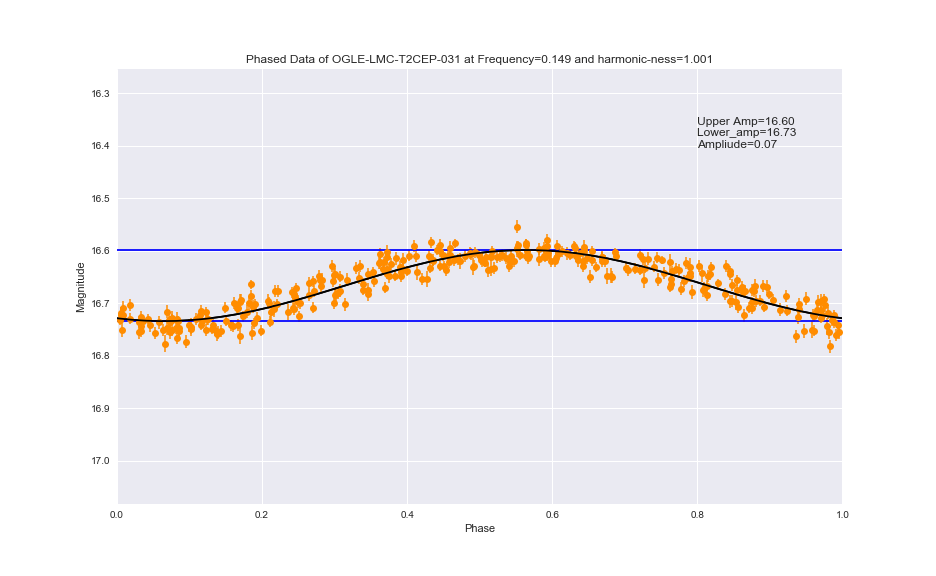 Phased Data of OGLE-LMC-T2CEP-031 at Frequency=0.149 and harmonic-ness=1.001
16.3
Upper Amp=16.60
Lower_amp=16.73
Ampliude=0.07
16.4
16.5
16.6
Magnitude
16.7
16.8
16.9
17.0
0.0 0.2 0.4 0.6 0.8 1.0
Phase